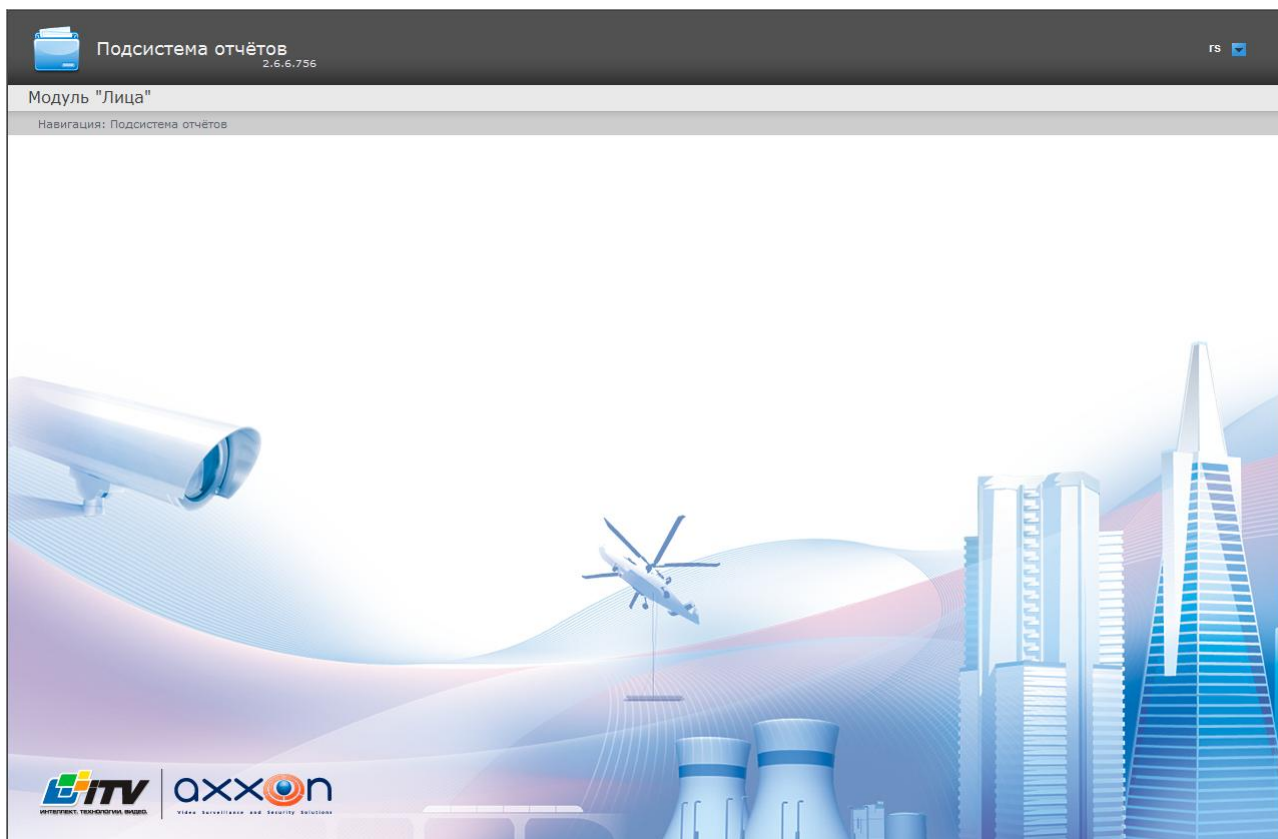 Подсистема отчётов
2.6.6.756
rs
Модуль "Лица"
Навигация: Подсистема отчётов
iTV
ИНТЕЛЛЕКТ. ТЕХНОЛОГИИ. ВИДЕО.
axxon
Video Surveillance and Security Solutions